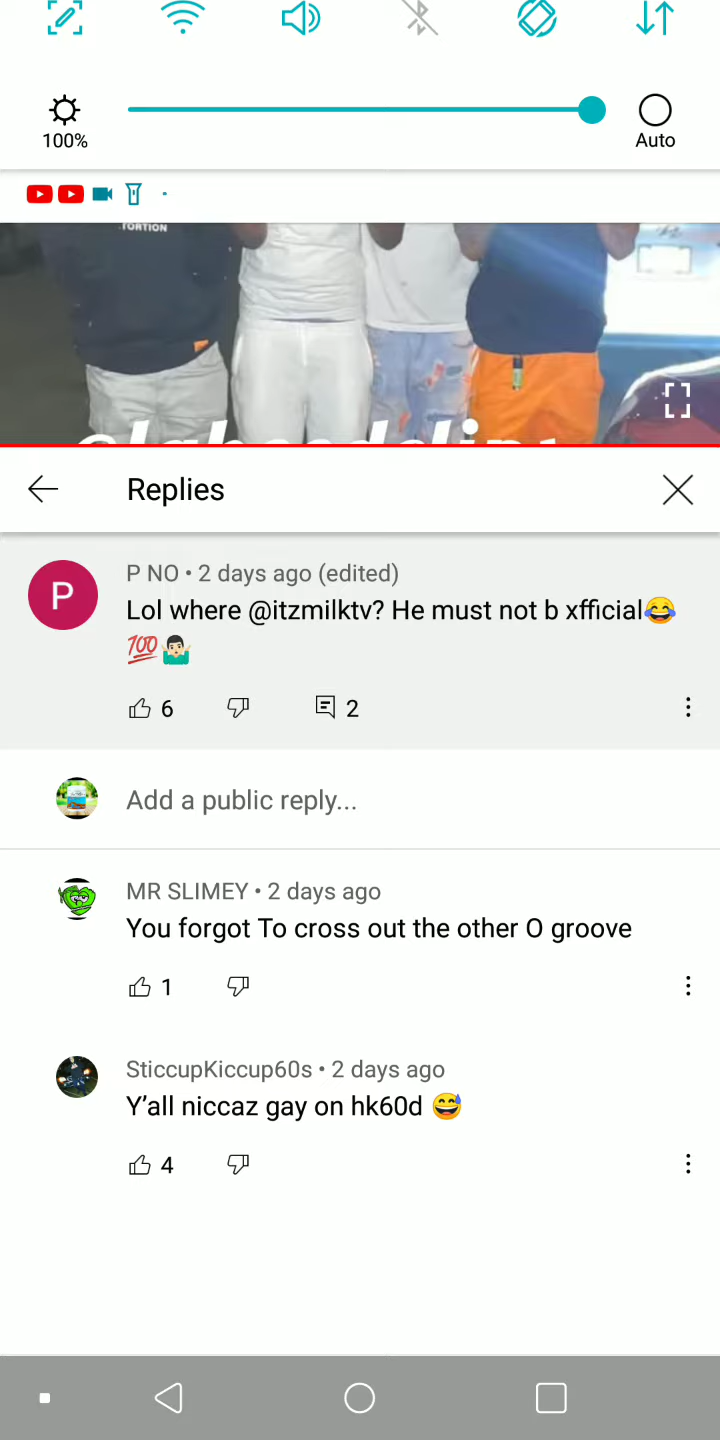 100%
Auto
TORTION
Replies
P
P NO • 2 days ago (edited)
Lol where @itzmilktv? He must not b xfficial😂
💯🤷🏻‍♂️
6
2
Add a public reply...
MR SLIMEY • 2 days ago
You forgot To cross out the other O groove
1
SticcupKiccup60s • 2 days ago
Y’all niccaz gay on hk60d 😅
4